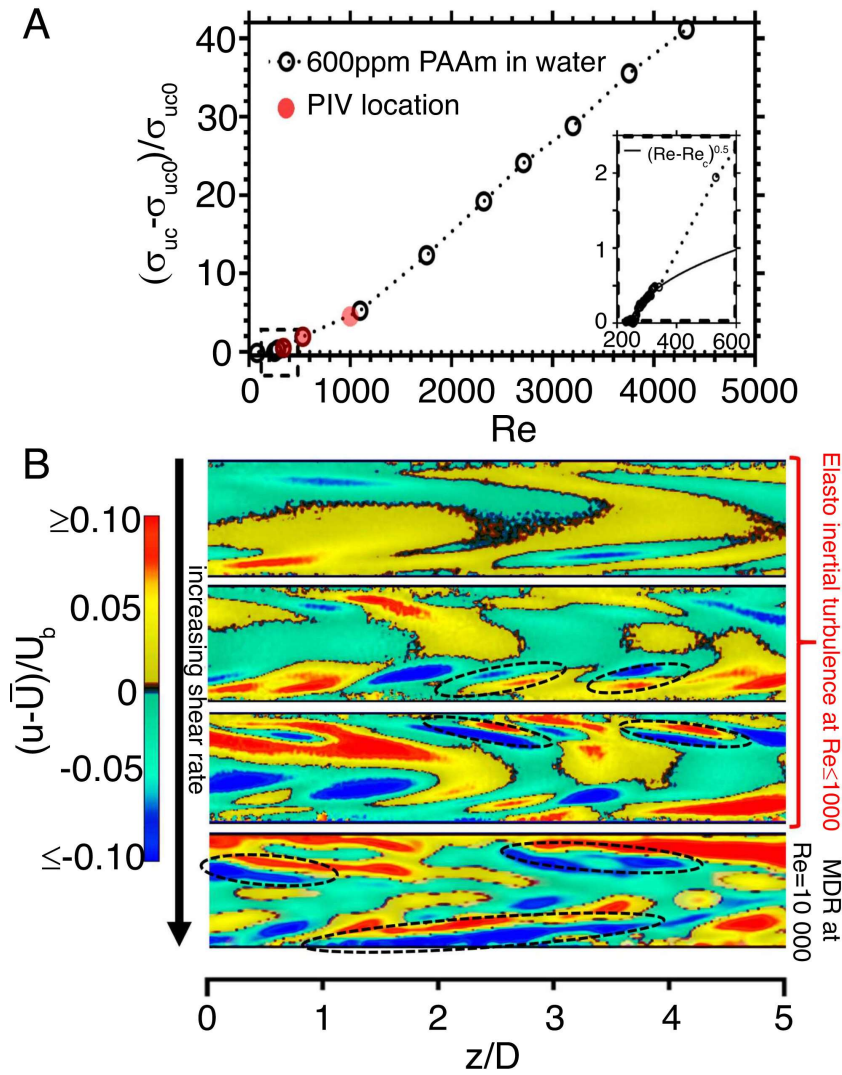 A
(σuc-σuc0)/σuc0
40
30
20
10
0
600ppm PAAm in water
PIV location
(Re-Rec)0.5
2
1
0
200 400 600
0 1000 2000 3000 4000 5000
Re
B
(u-U̅)/Ub
≥0.10
0.05
0
-0.05
≤-0.10
increasing shear rate
Elasto inertial turbulence at Re≤1000
MDR at
Re=10 000
0 1 2 3 4 5
z/D